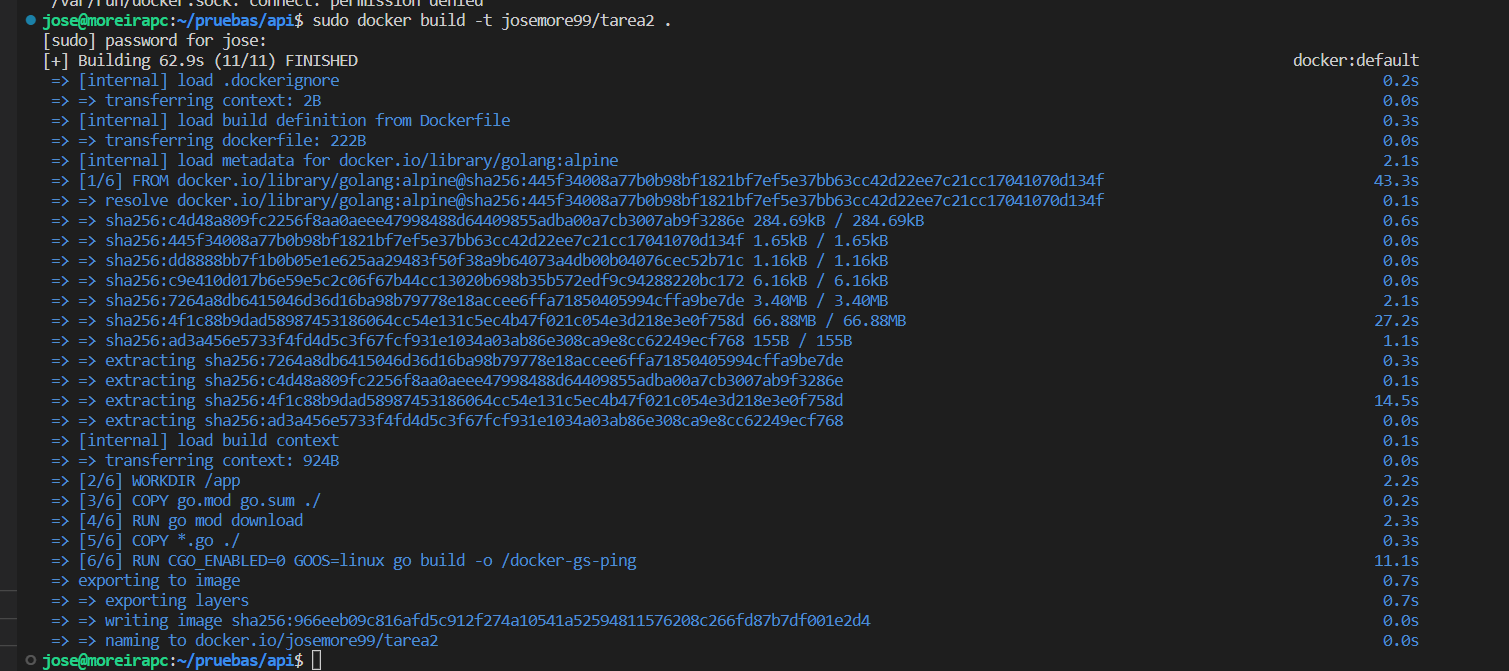 /var/run/docker.sock: connect: permission denied
jose@moreirapc:~/pruebas/api$ sudo docker build -t josemore99/tarea2 .
[sudo] password for jose:
[+] Building 62.9s (11/11) FINISHED docker:default
=> [internal] load .dockerignore 0.2s
=> => transferring context: 2B 0.0s
=> [internal] load build definition from Dockerfile 0.3s
=> => transferring dockerfile: 222B 0.0s
=> [internal] load metadata for docker.io/library/golang:alpine 2.1s
=> [1/6] FROM docker.io/library/golang:alpine@sha256:445f34008a77b0b98bf1821bf7ef5e37bb63cc42d22ee7c21cc17041070d134f 43.3s
=> => resolve docker.io/library/golang:alpine@sha256:445f34008a77b0b98bf1821bf7ef5e37bb63cc42d22ee7c21cc17041070d134f 0.1s
=> => sha256:c4d48a809fc2256f8aa0aeee47998488d64409855adba00a7cb3007ab9f3286e 284.69kB / 284.69kB 0.6s
=> => sha256:445f34008a77b0b98bf1821bf7ef5e37bb63cc42d22ee7c21cc17041070d134f 1.65kB / 1.65kB 0.0s
=> => sha256:dd8888bb7f1b0b05e1e625aa29483f50f38a9b64073a4db00b04076cec52b71c 1.16kB / 1.16kB 0.0s
=> => sha256:c9e410d017b6e59e5c2c06f67b44cc13020b698b35b572edf9c94288220bc172 6.16kB / 6.16kB 0.0s
=> => sha256:7264a8db6415046d36d16ba98b79778e18accee6ffa71850405994cffa9be7de 3.40MB / 3.40MB 2.1s
=> => sha256:4f1c88b9dad58987453186064cc54e131c5ec4b47f021c054e3d218e3e0f758d 66.88MB / 66.88MB 27.2s
=> => sha256:ad3a456e5733f4fd4d5c3f67fcf931e1034a03ab86e308ca9e8cc62249ecf768 155B / 155B 1.1s
=> => extracting sha256:7264a8db6415046d36d16ba98b79778e18accee6ffa71850405994cffa9be7de 0.3s
=> => extracting sha256:c4d48a809fc2256f8aa0aeee47998488d64409855adba00a7cb3007ab9f3286e 0.1s
=> => extracting sha256:4f1c88b9dad58987453186064cc54e131c5ec4b47f021c054e3d218e3e0f758d 14.5s
=> => extracting sha256:ad3a456e5733f4fd4d5c3f67fcf931e1034a03ab86e308ca9e8cc62249ecf768 0.0s
=> [internal] load build context 0.1s
=> => transferring context: 924B 0.0s
=> [2/6] WORKDIR /app 2.2s
=> [3/6] COPY go.mod go.sum ./ 0.2s
=> [4/6] RUN go mod download 2.3s
=> [5/6] COPY *.go ./ 0.3s
=> [6/6] RUN CGO_ENABLED=0 GOOS=linux go build -o /docker-gs-ping 11.1s
=> exporting to image 0.7s
=> => exporting layers 0.7s
=> => writing image sha256:966eeb09c816afd5c912f274a10541a52594811576208c266fd87b7df001e2d4 0.0s
=> => naming to docker.io/josemore99/tarea2 0.0s
jose@moreirapc:~/pruebas/api$